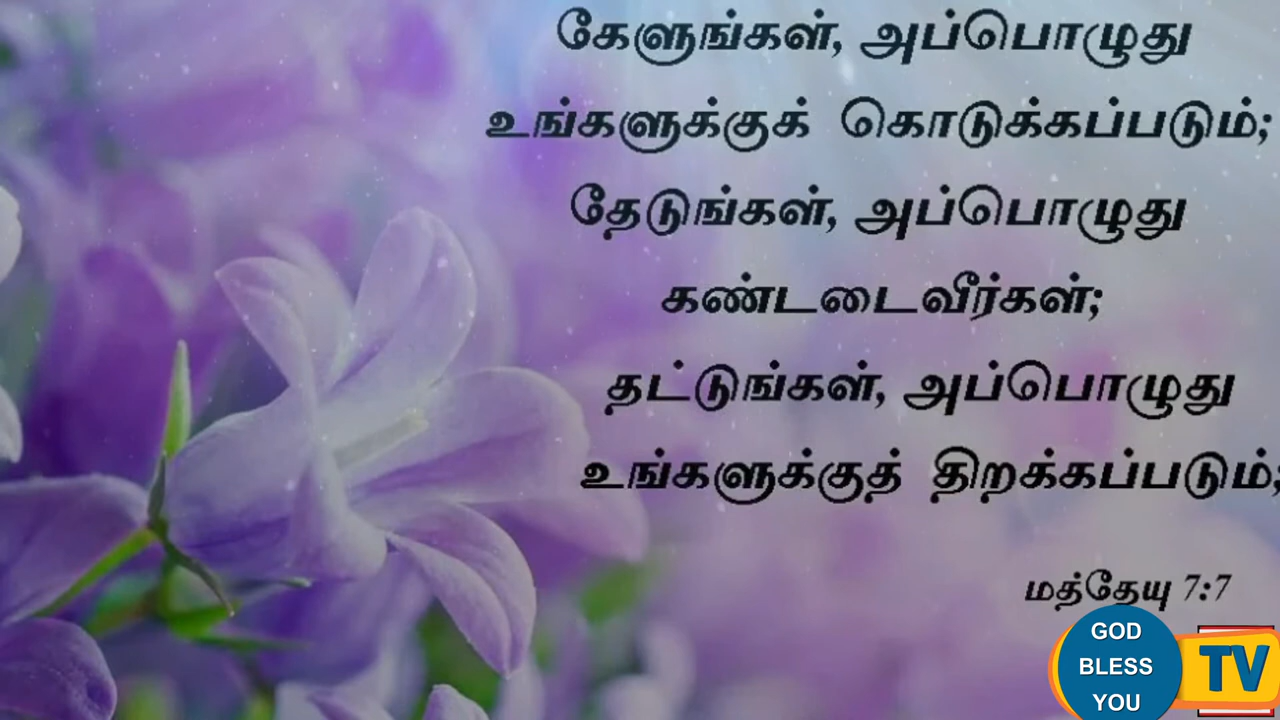 கேளுங்கள், அப்பொழுது
உங்களுக்குக் கொடுக்கப்படும்;
தேடுங்கள், அப்பொழுது
கண்டடைவீர்கள்;
தட்டுங்கள், அப்பொழுது
உங்களுக்குத் திறக்கப்படும்;
மத்தேயு 7:7
GOD
BLESS
YOU
TV